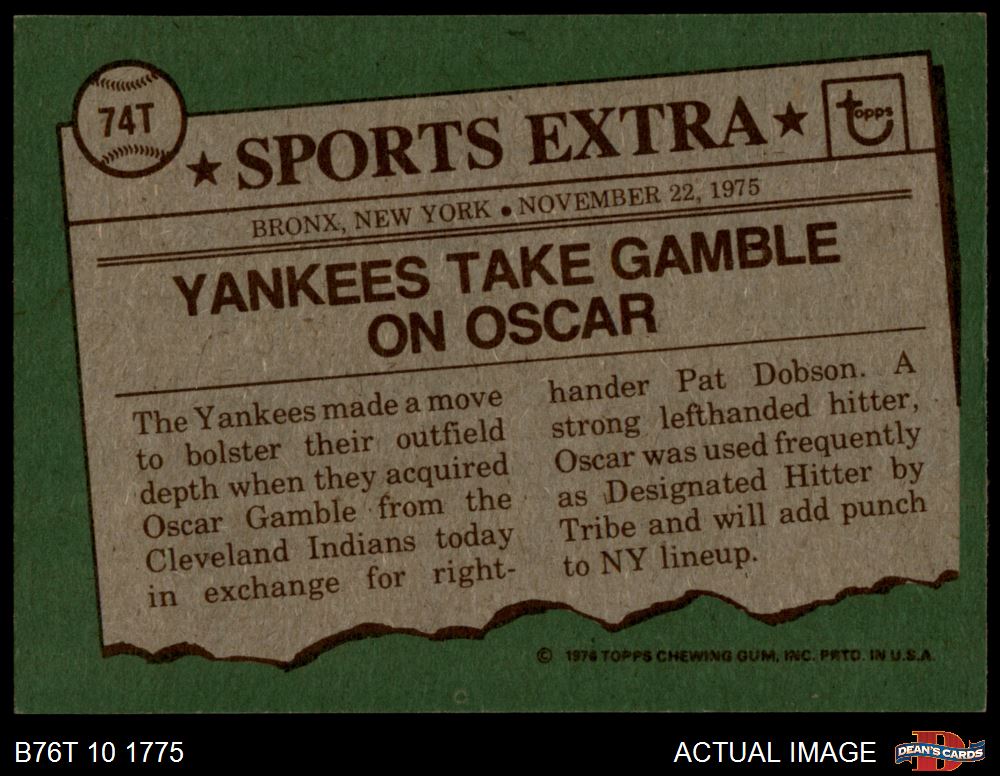 74T
★ SPORTS EXTRA ★
topps
BRONX, NEW YORK • NOVEMBER 22, 1975
YANKEES TAKE GAMBLE
ON OSCAR
The Yankees made a move
to bolster their outfield
depth when they acquired
Oscar Gamble from the
Cleveland Indians today
in exchange for right-
hander Pat Dobson. A
strong lefthanded hitter,
Oscar was used frequently
as Designated Hitter by
Tribe and will add punch
to NY lineup.
© 1976 TOPPS CHEWING GUM, INC. PRTD. IN U.S.A.
B76T 10 1775
ACTUAL IMAGE
DEAN'S CARDS